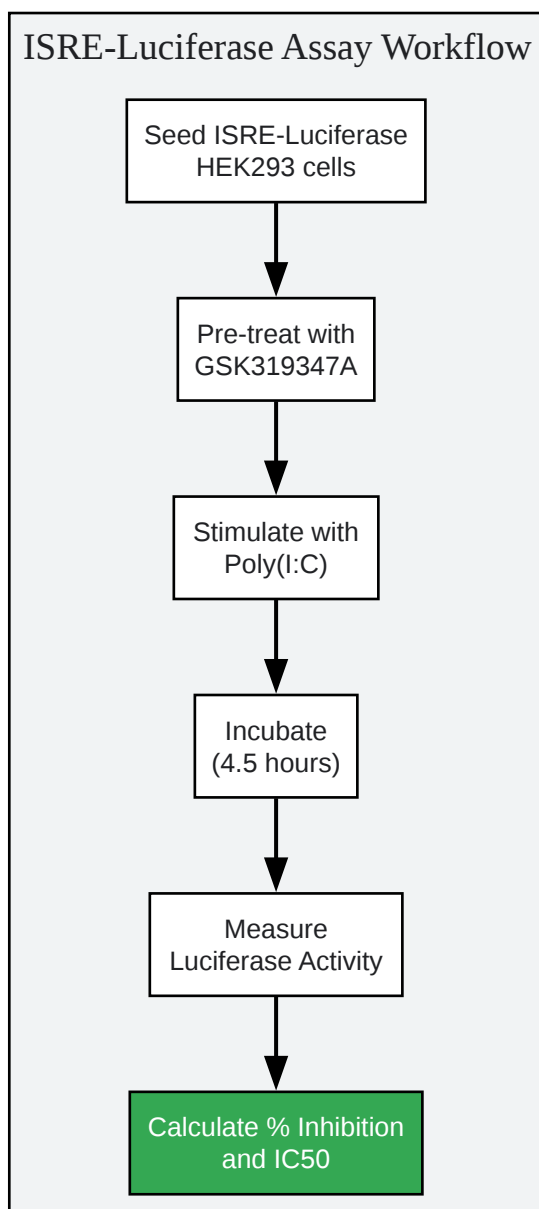 ISRE-Luciferase Assay Workflow
Seed ISRE-Luciferase
HEK293 cells
Pre-treat with
GSK319347A
Stimulate with
Poly(I:C)
Incubate
(4.5 hours)
Measure
Luciferase Activity
Calculate % Inhibition
and IC50